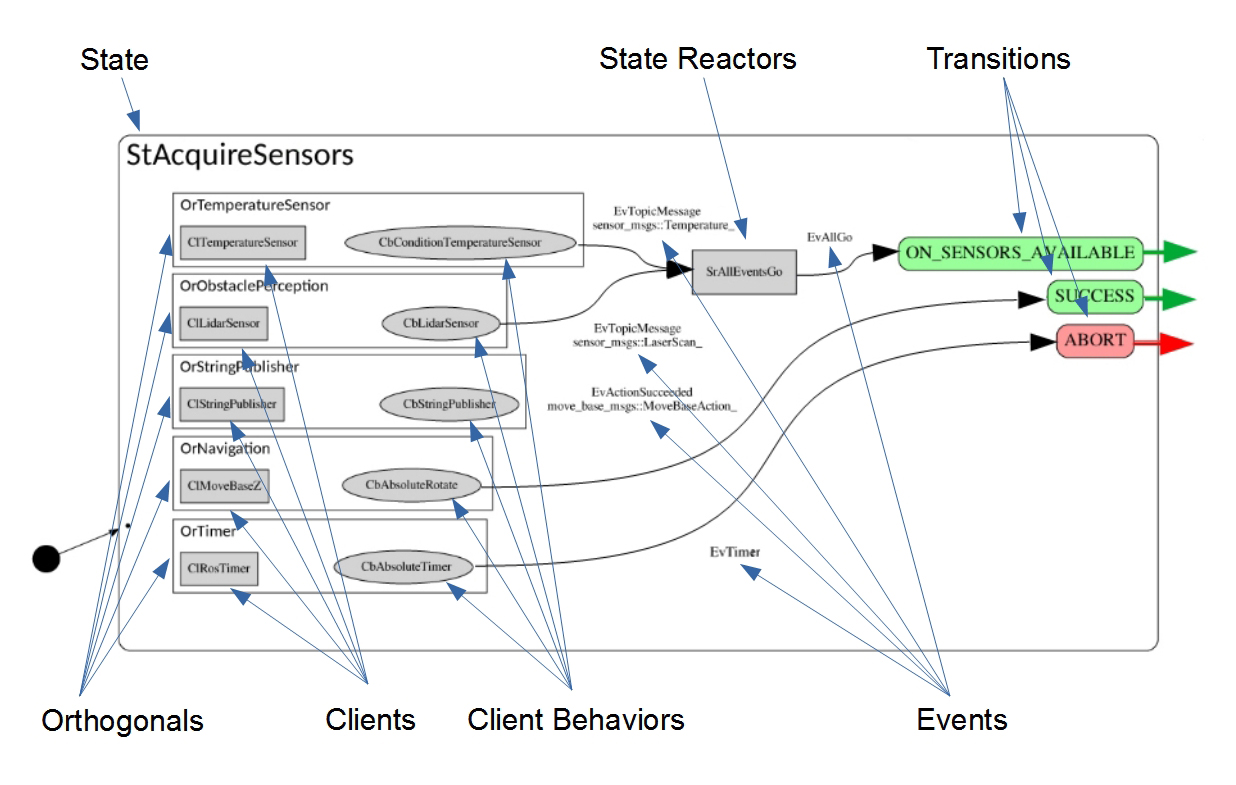 State
State Reactors
Transitions
StAcquireSensors
OrTemperatureSensor
ClTemperatureSensor
CbConditionTemperatureSensor
EvTopicMessage
sensor_msgs::Temperature_
SrAllEventsGo
EvAllGo
ON_SENSORS_AVAILABLE
OrObstaclePerception
ClLidarSensor
CbLidarSensor
SUCCESS
EvTopicMessage
sensor_msgs::LaserScan_
ABORT
OrStringPublisher
ClStringPublisher
CbStringPublisher
EvActionSucceeded
move_base_msgs::MoveBaseAction_
OrNavigation
ClMoveBaseZ
CbAbsoluteRotate
OrTimer
ClRosTimer
CbAbsoluteTimer
EvTimer
Orthogonals
Clients
Client Behaviors
Events